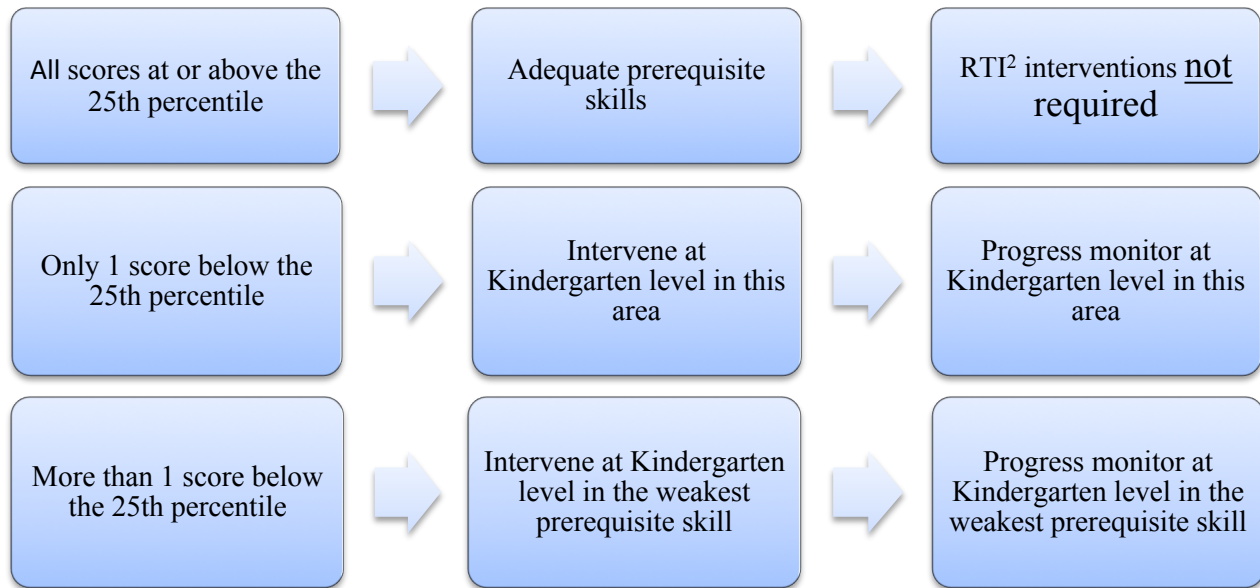 All scores at or above the
25th percentile
Adequate prerequisite
skills
RTI² interventions not
required
Only 1 score below the
25th percentile
Intervene at
Kindergarten level in this
area
Progress monitor at
Kindergarten level in this
area
More than 1 score below
the 25th percentile
Intervene at Kindergarten
level in the weakest
prerequisite skill
Progress monitor at
Kindergarten level in the
weakest prerequisite skill